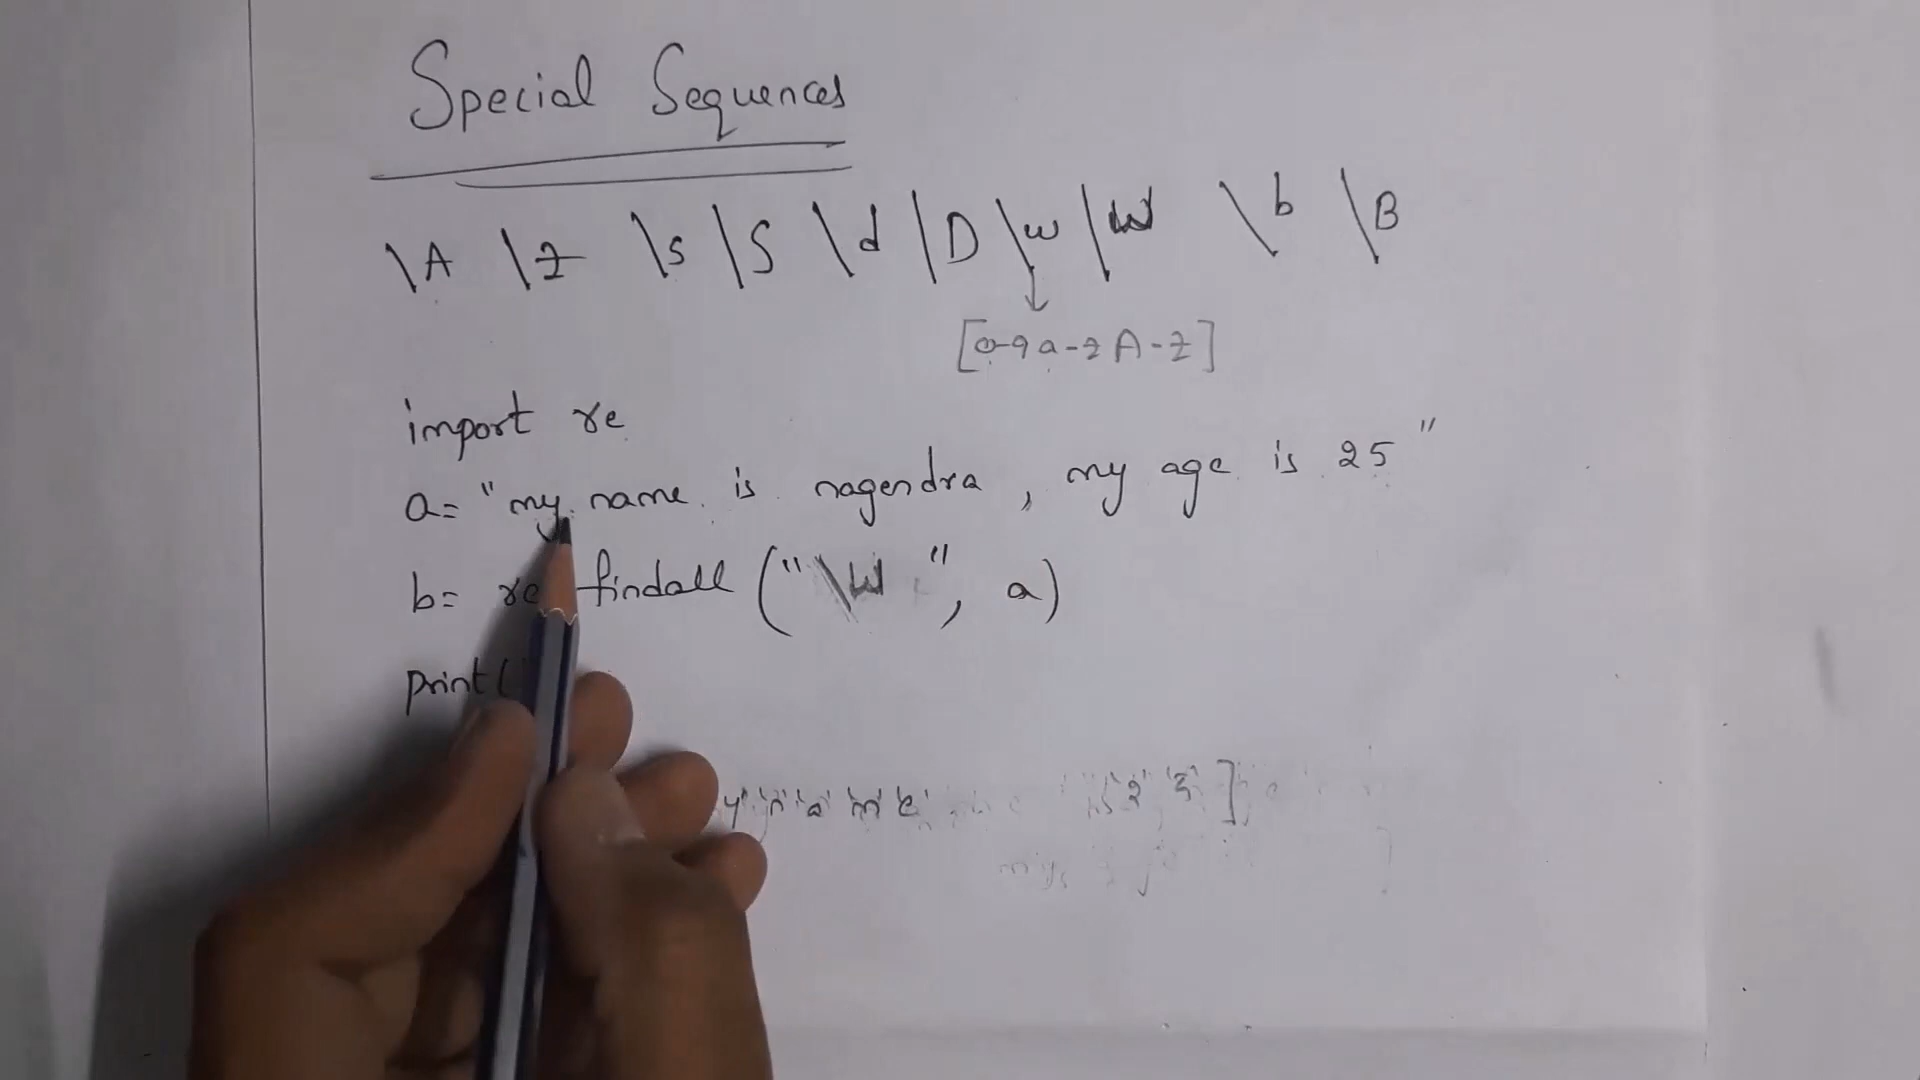 Special Sequences
\A \Z \s \S \d \D \w \W \b \B
[0-9a-zA-Z]
import re
a= "my name is nagendra, my age is 25"
b= re findall ("\W", a)
print(
y' 'n' 'a' 'm' 'e'